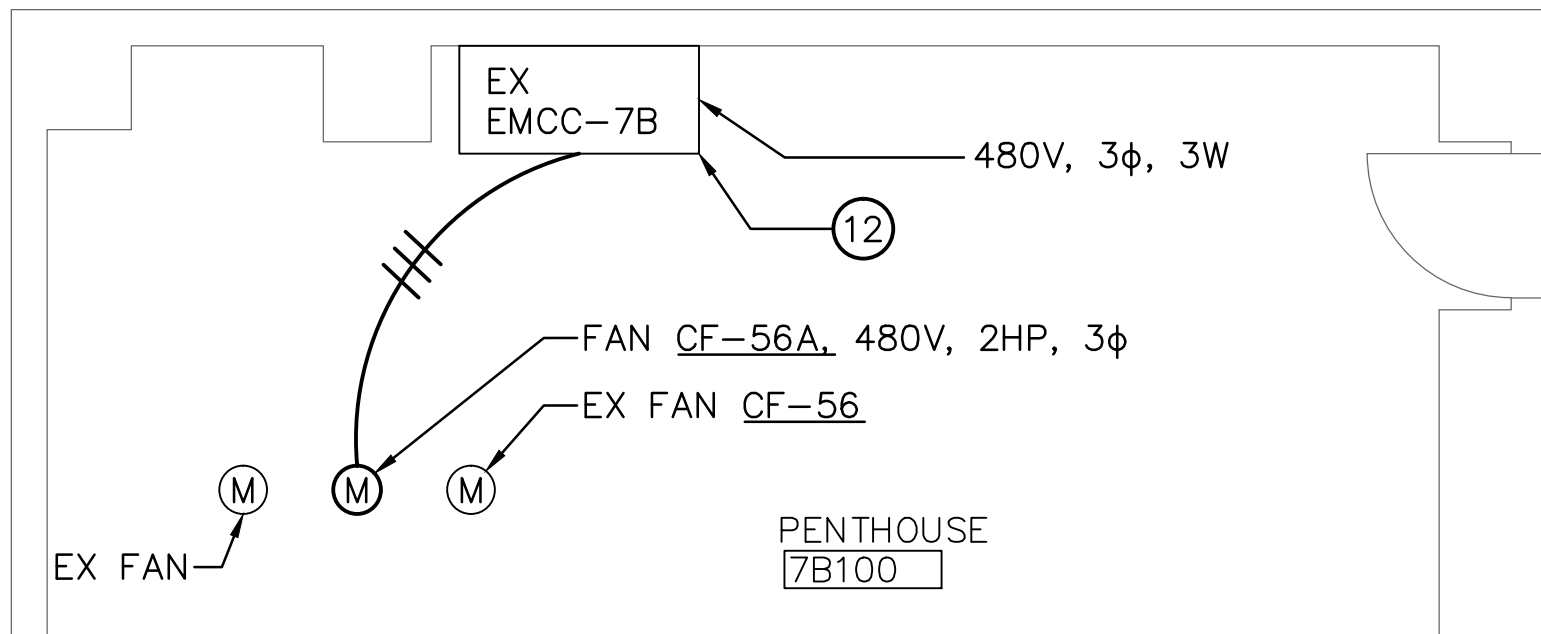 EX
EMCC-7B
480V, 3ϕ, 3W
12
FAN CF-56A, 480V, 2HP, 3ϕ
EX FAN CF-56
M
M
M
EX FAN
PENTHOUSE
7B100